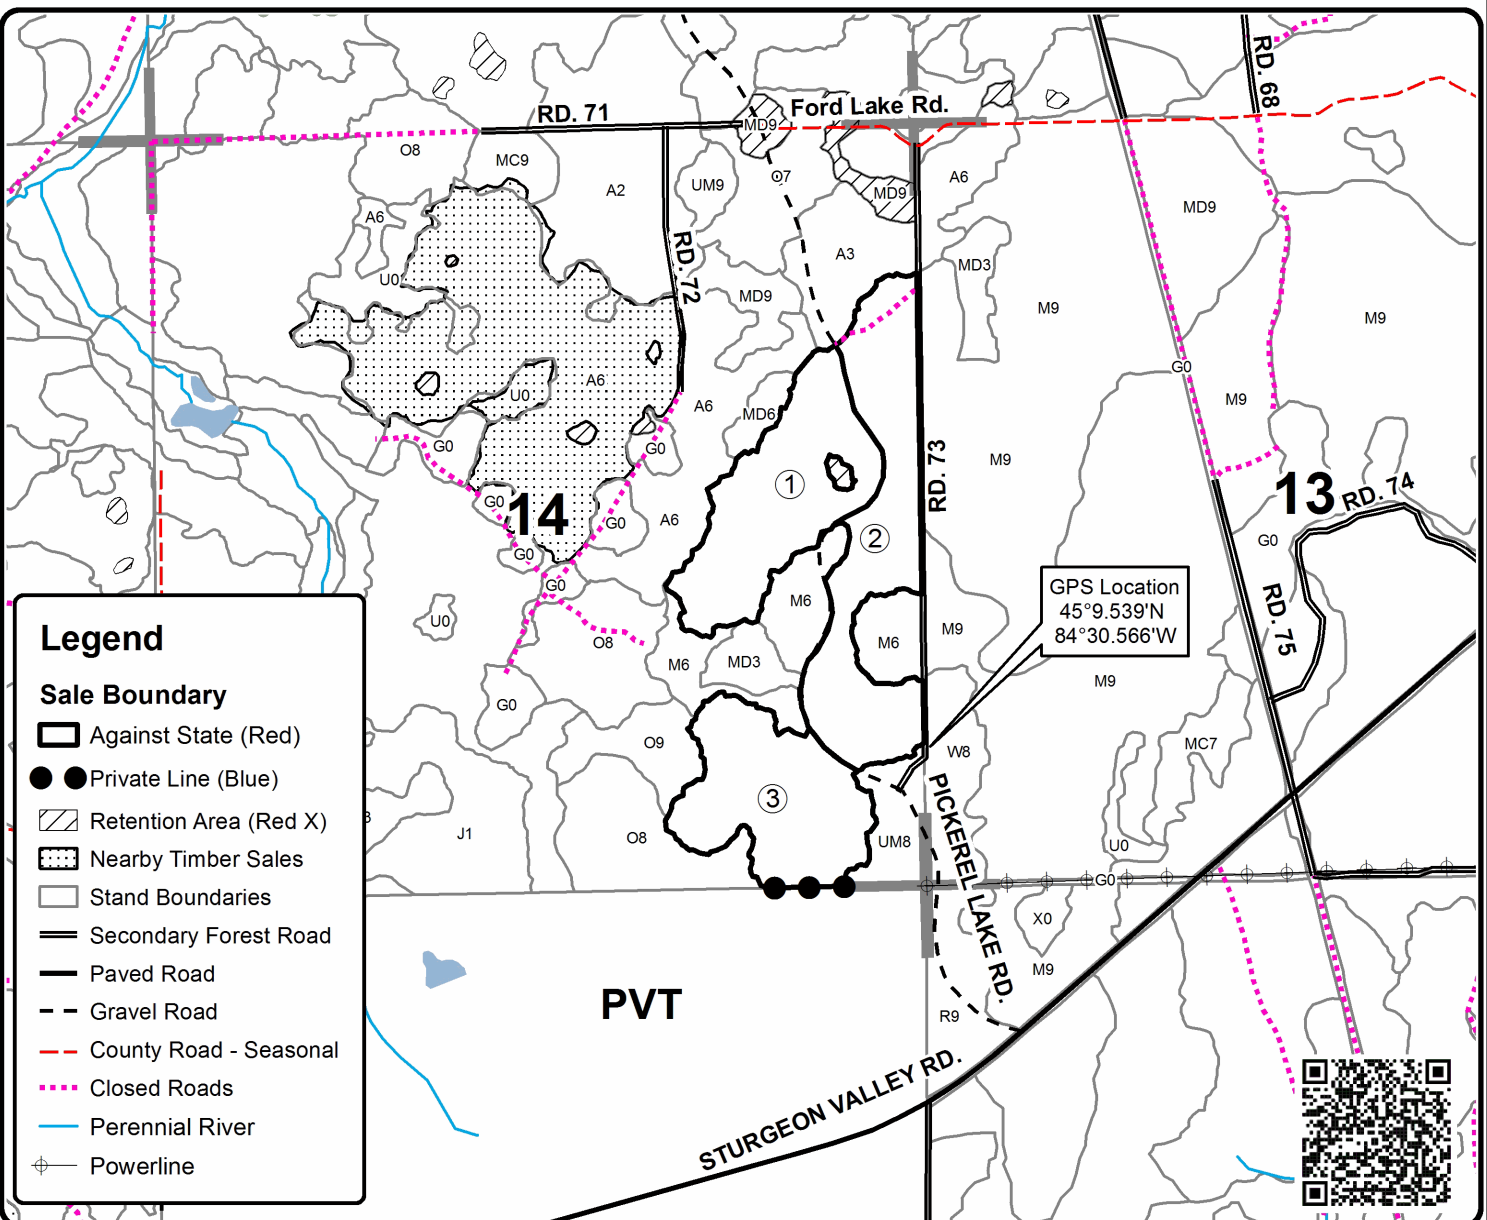 RD. 68
RD. 71
Ford Lake Rd.
MD9
O8
MC9
A2
UM9
O7
MD9
A6
MD9
A6
A3
RD. 72
MD3
U0
MD9
M9
M9
G0
A6
U0
A6
MD6
M9
G0
G0
RD. 73
M9
1
13
RD. 74
G0
14
G0
A6
2
G0
G0
G0
GPS Location
45°9.539'N
84°30.566'W
M6
RD. 75
U0
O8
M6
M9
M6
MD3
M9
G0
O9
W8
MC7
3
PICKEREL LAKE RD.
J1
O8
UM8
U0
G0
X0
M9
PVT
R9
STURGEON VALLEY RD.
Legend
Sale Boundary
Against State (Red)
Private Line (Blue)
Retention Area (Red X)
Nearby Timber Sales
Stand Boundaries
Secondary Forest Road
Paved Road
Gravel Road
County Road - Seasonal
Closed Roads
Perennial River
Powerline